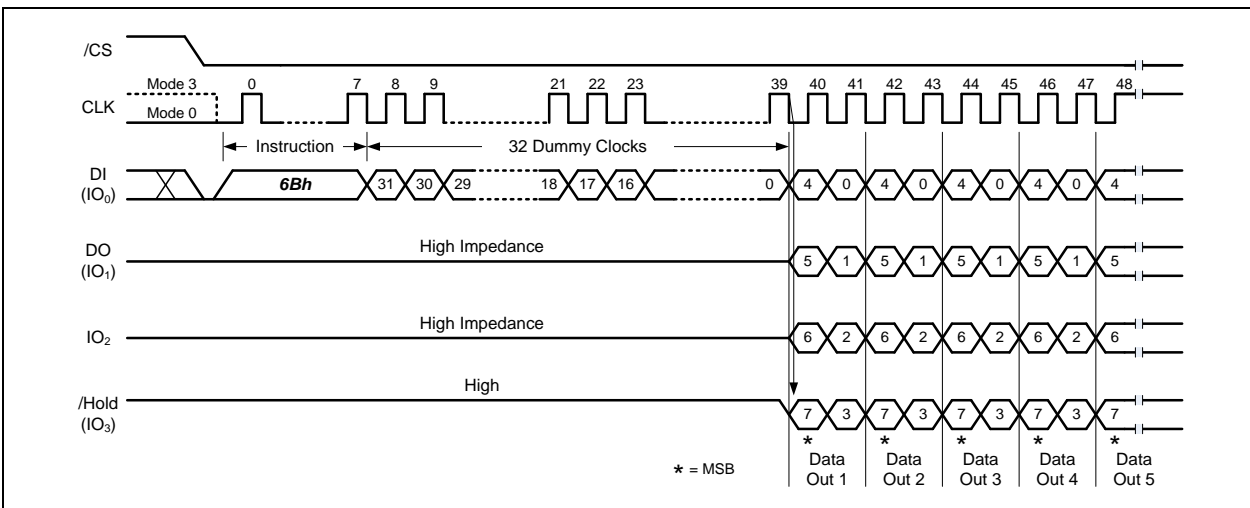 /CS
Mode 3 0 7 8 9 21 22 23 39 40 41 42 43 44 45 46 47 48
CLK
Mode 0
Instruction 32 Dummy Clocks
DI
(IO0)
6Bh 31 30 29 18 17 16 0 4 0 4 0 4 0 4 0 4
High Impedance
DO
(IO1)
5 1 5 1 5 1 5 1 5
High Impedance
IO2
6 2 6 2 6 2 6 2 6
High
/Hold
(IO3)
7 3 7 3 7 3 7 3 7
* * * * *
* = MSB
Data Data Data Data Data
Out 1 Out 2 Out 3 Out 4 Out 5